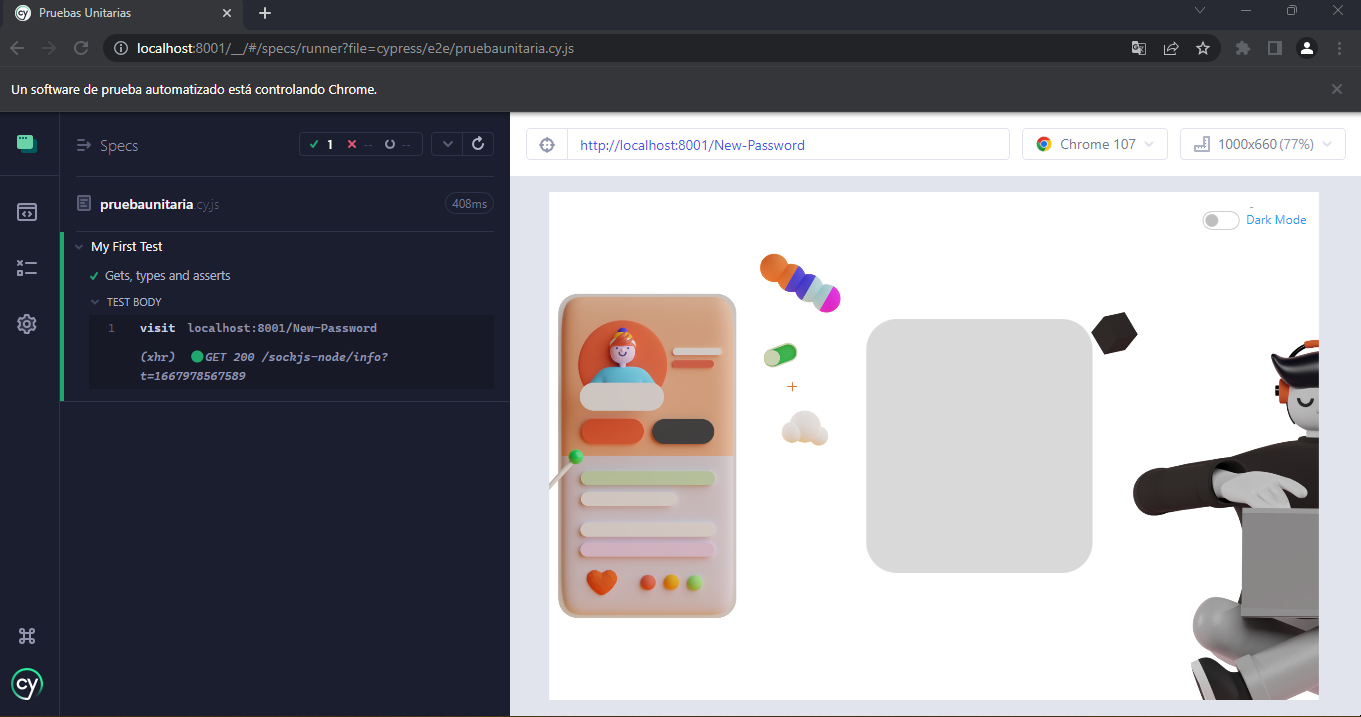 Pruebas Unitarias
localhost:8001/__/#/specs/runner?file=cypress/e2e/pruebaunitaria.cy.js
Un software de prueba automatizado está controlando Chrome.
Specs
1 -- --
http://localhost:8001/New-Password
Chrome 107
1000x660 (77%)
pruebaunitaria.cy.js
408ms
My First Test
Gets, types and asserts
TEST BODY
1 visit localhost:8001/New-Password
(xhr) GET 200 /sockjs-node/info?
t=1667978567589
cy
Dark Mode